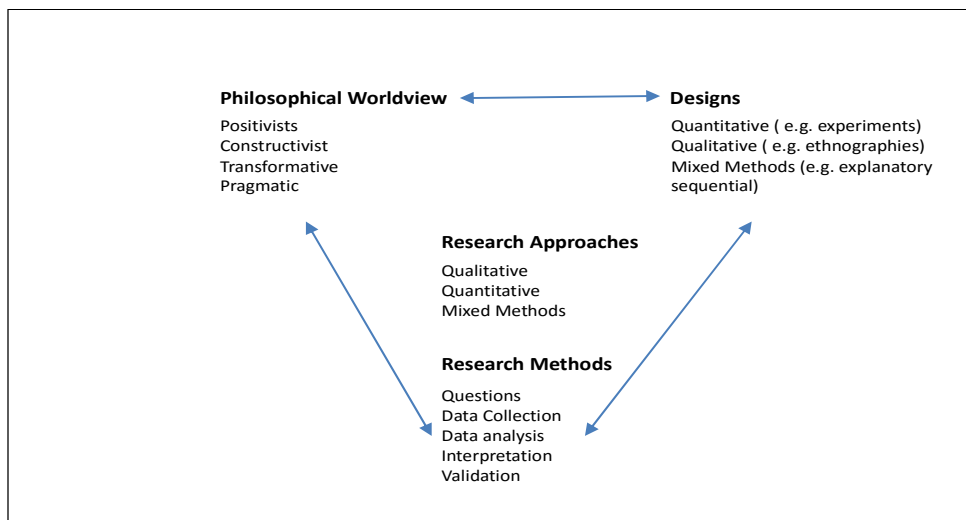 Philosophical Worldview
Positivists
Constructivist
Transformative
Pragmatic
Designs
Quantitative ( e.g. experiments)
Qualitative ( e.g. ethnographies)
Mixed Methods (e.g. explanatory
sequential)
Research Approaches
Qualitative
Quantitative
Mixed Methods
Research Methods
Questions
Data Collection
Data analysis
Interpretation
Validation